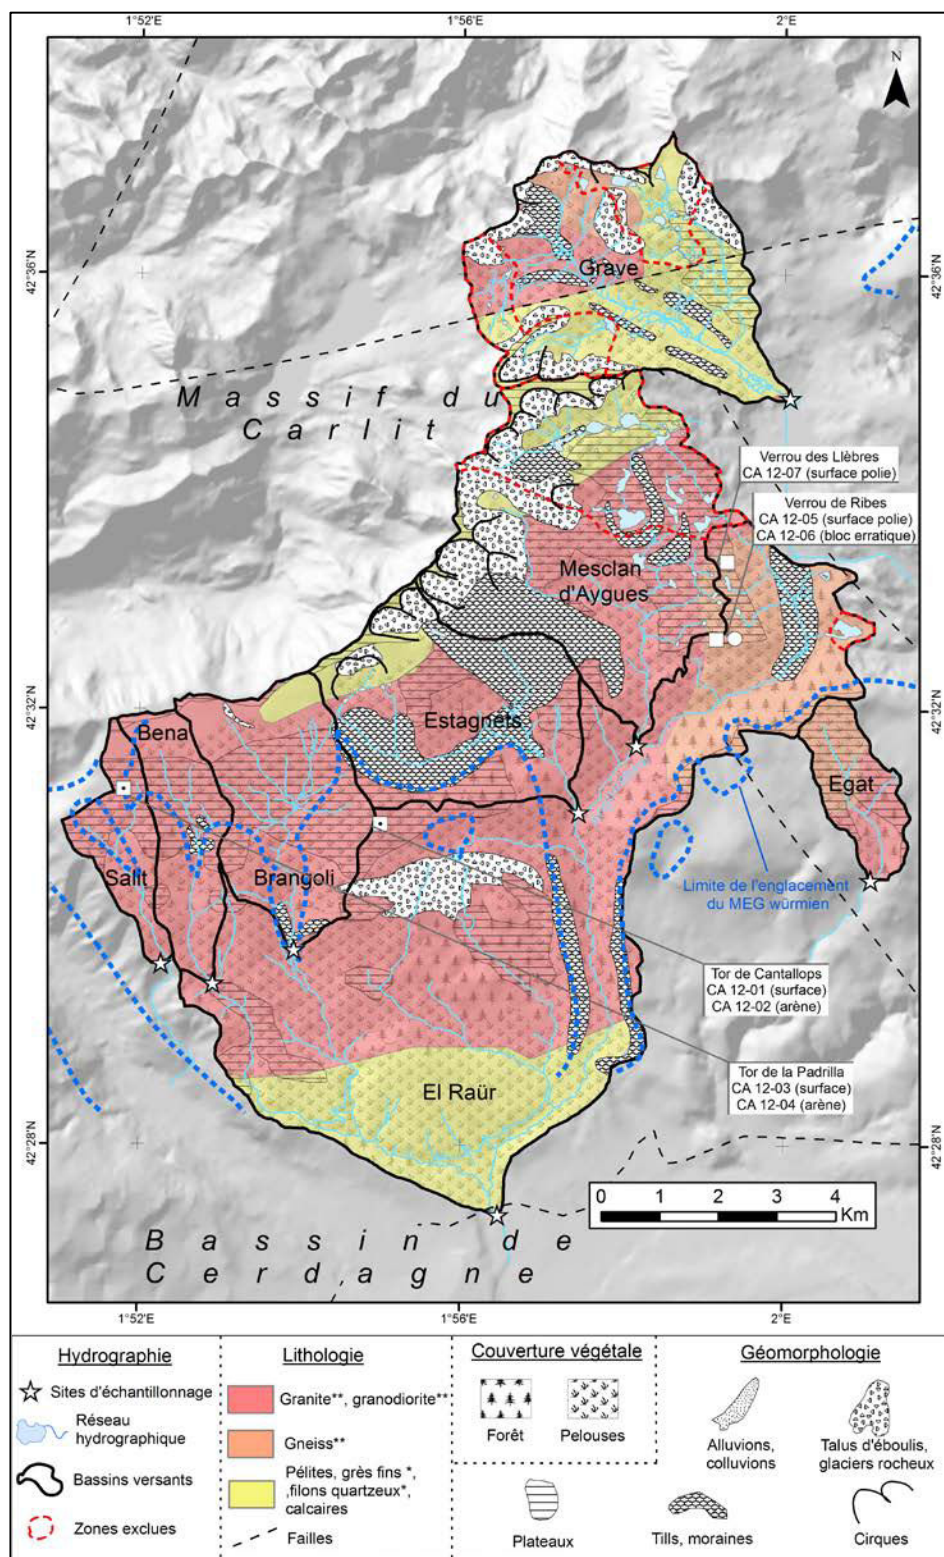 1°52'E
1°56'E
2°E
N
42°36'N
42°36'N
Grave
Massif du
Carlit
Verrou des Llèbres
CA 12-07 (surface polie)
Verrou de Ribes
CA 12-05 (surface polie)
CA 12-06 (bloc erratique)
Mesclan
d'Aygues
42°32'N
42°32'N
Estagnets
Bena
Egat
Salit
Brangoli
Limite de l'englacement
du MEG würmien
Tor de Cantallops
CA 12-01 (surface)
CA 12-02 (arène)
Tor de la Padrilla
CA 12-03 (surface)
CA 12-04 (arène)
El Raür
42°28'N
42°28'N
0 1 2 3 4
Km
Bassin de
Cerdagne
1°52'E
1°56'E
2°E
Hydrographie
Sites d'échantillonnage
Réseau
hydrographique
Bassins versants
Zones exclues
Lithologie
Granite**, granodiorite**
Gneiss**
Pélites, grès fins *,
,filons quartzeux*,
calcaires
Failles
Couverture végétale
Forêt
Pelouses
Géomorphologie
Alluvions,
colluvions
Talus d'éboulis,
glaciers rocheux
Plateaux
Tills, moraines
Cirques